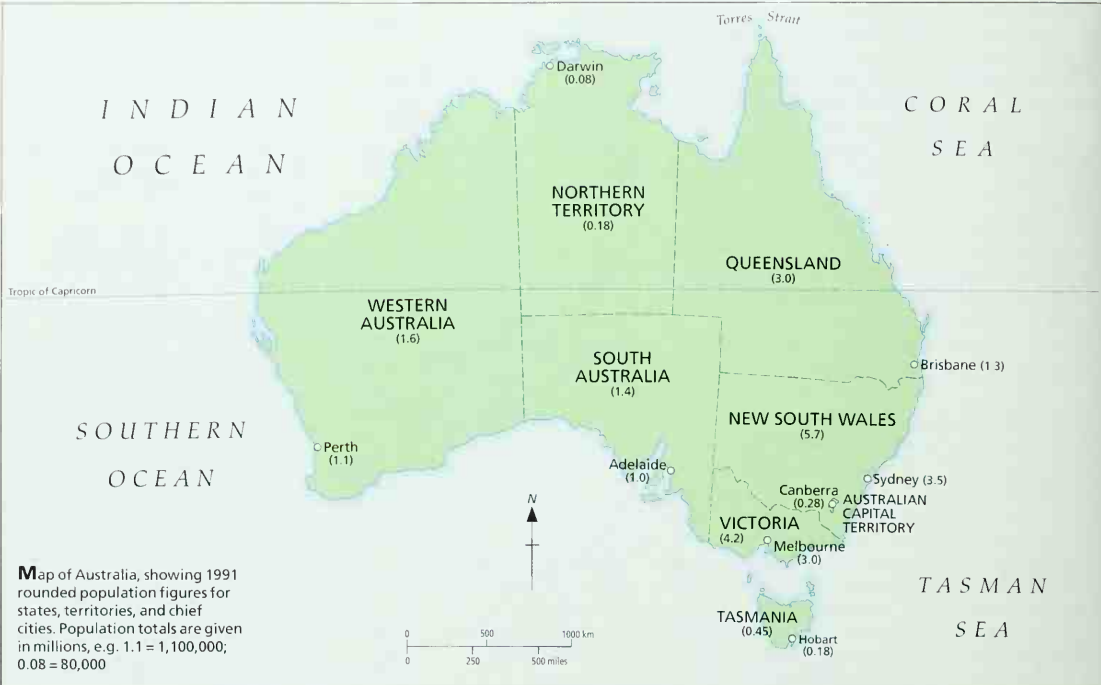 Torres Strait
Darwin
(0.08)
INDIAN
OCEAN
CORAL
SEA
NORTHERN
TERRITORY
(0.18)
QUEENSLAND
(3.0)
Tropic of Capricorn
WESTERN
AUSTRALIA
(1.6)
SOUTH
AUSTRALIA
(1.4)
Brisbane (1 3)
NEW SOUTH WALES
(5.7)
SOUTHERN
OCEAN
Perth
(1.1)
Adelaide
(1.0)
Sydney (3.5)
Canberra
(0.28)
AUSTRALIAN
CAPITAL
TERRITORY
N
VICTORIA
(4.2)
Melbourne
(3.0)
TASMAN
SEA
TASMANIA
(0.45)
Hobart
(0.18)
Map of Australia, showing 1991
rounded population figures for
states, territories, and chief
cities. Population totals are given
in millions, e.g. 1.1 = 1,100,000;
0.08 = 80,000
0 500 1000 km
0 250 500 miles